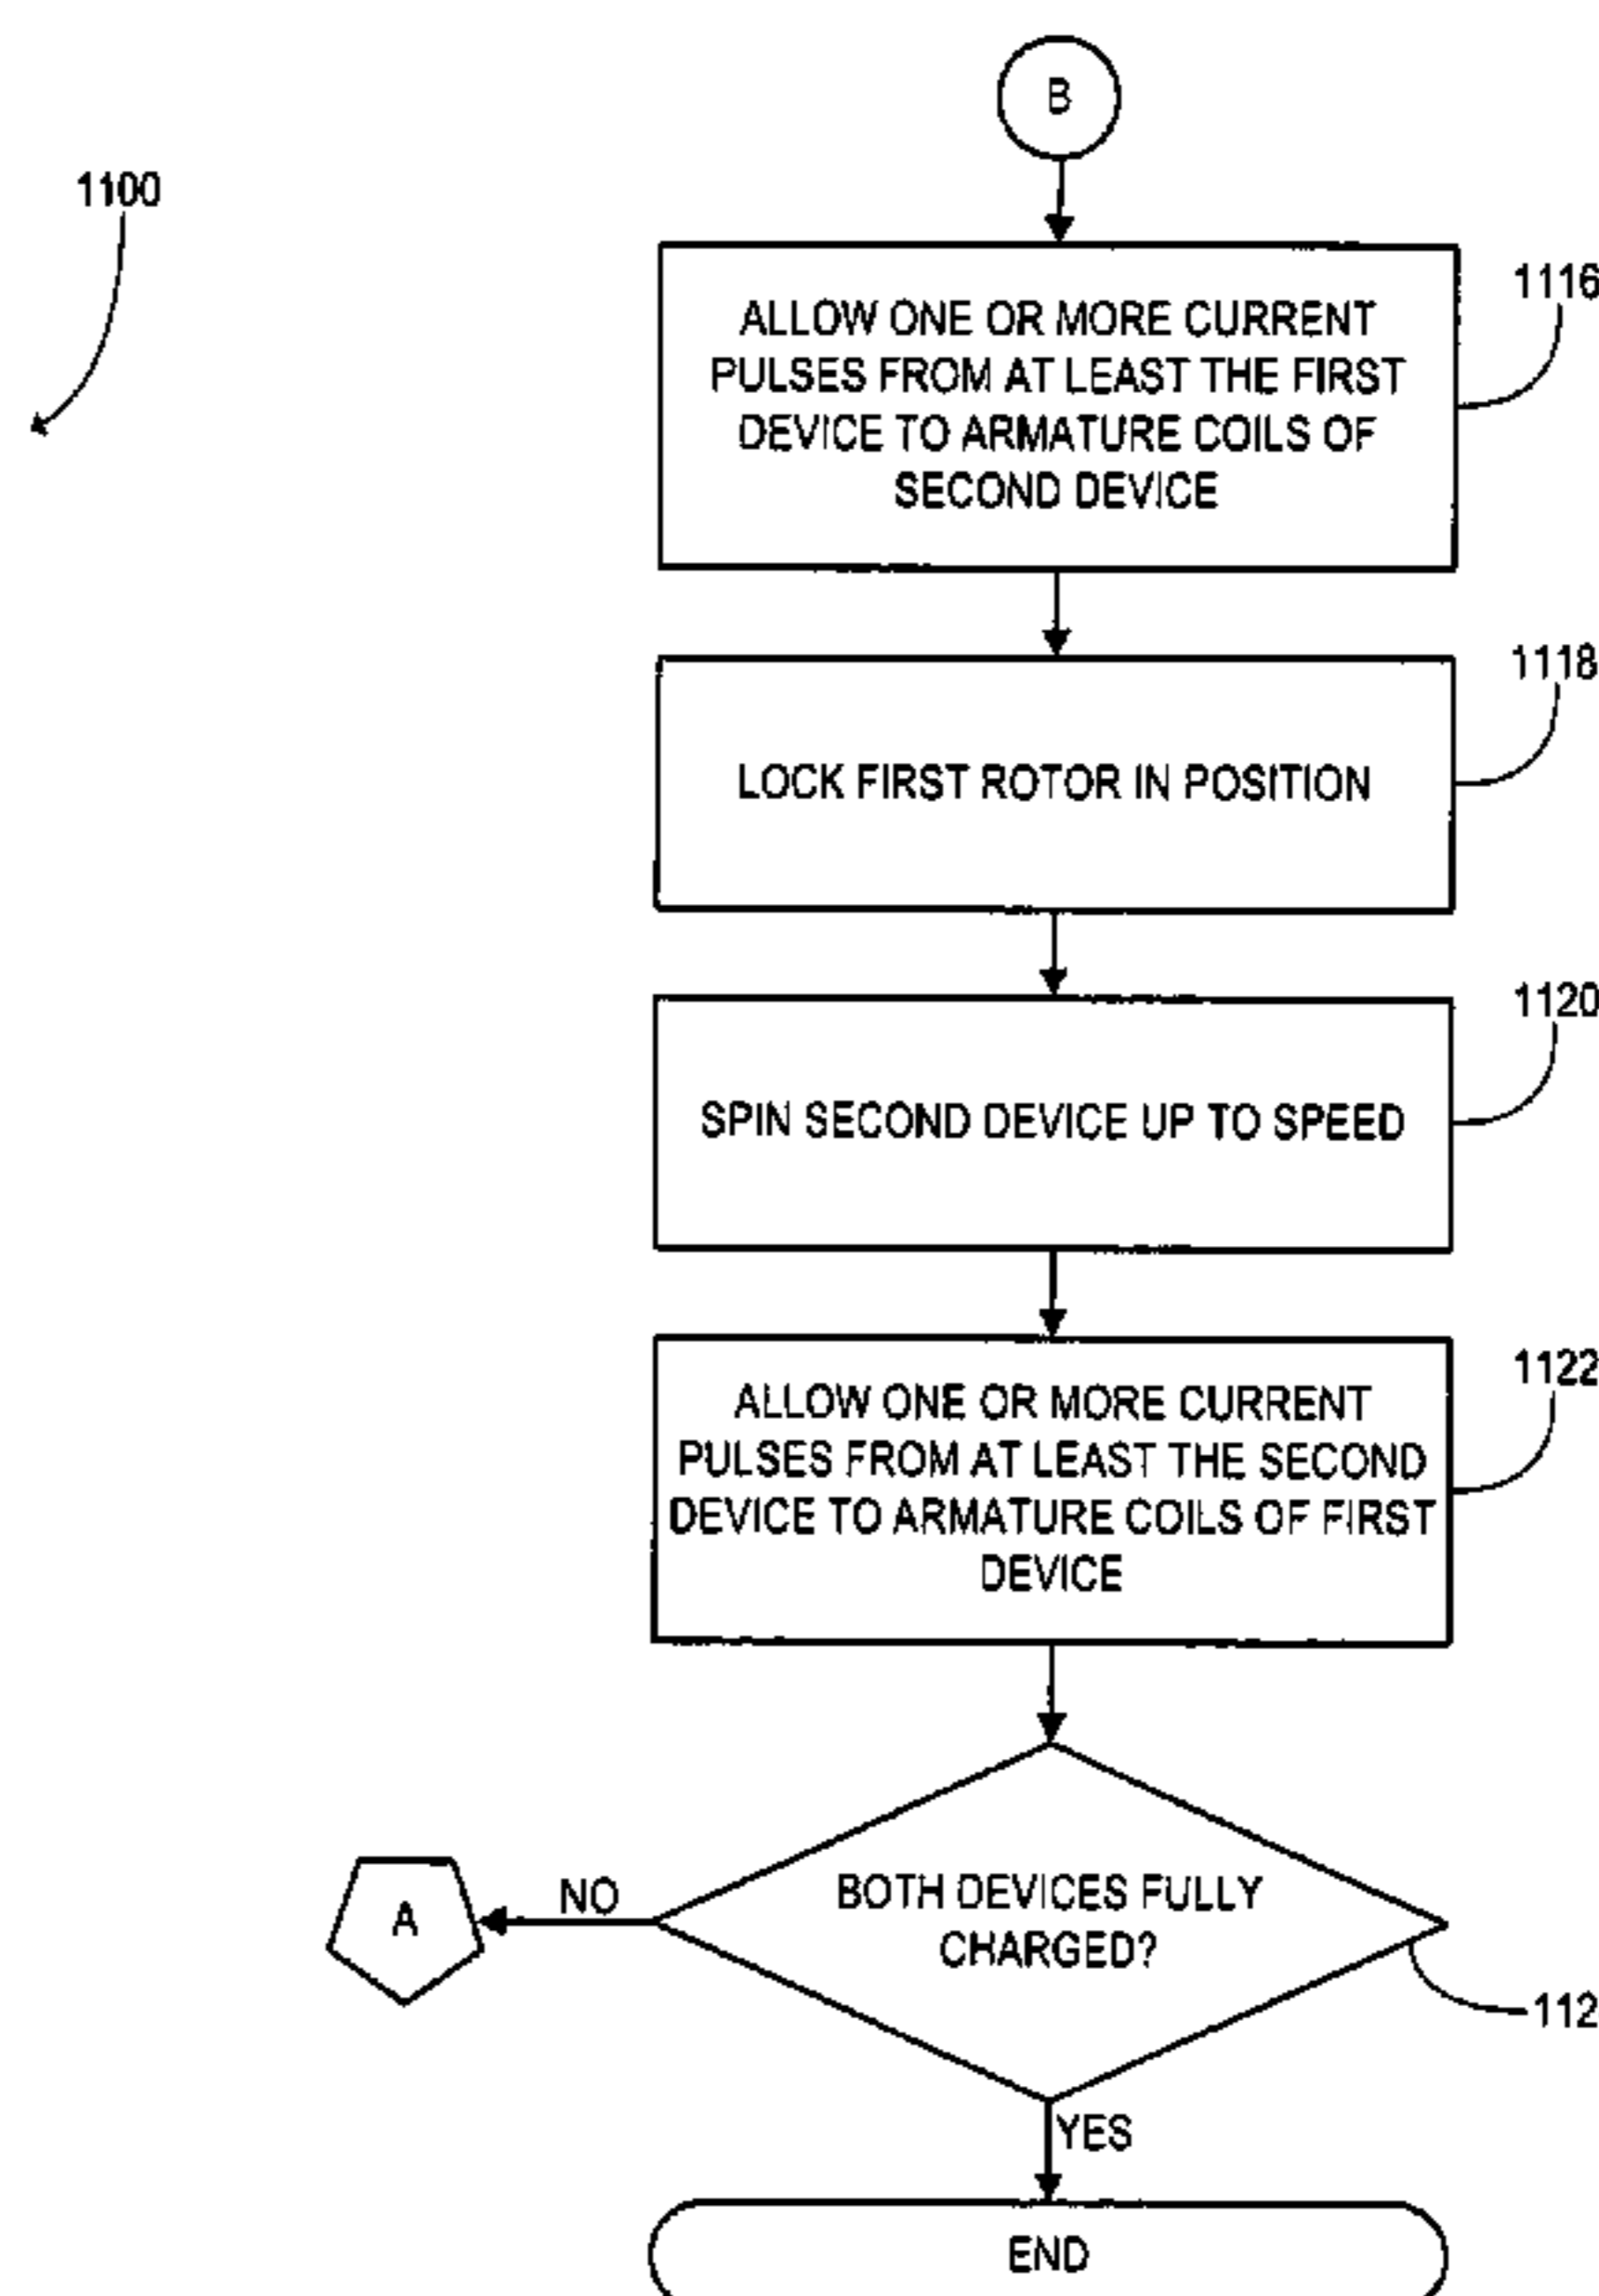 B
1100
1116
ALLOW ONE OR MORE CURRENT
PULSES FROM AT LEAST THE FIRST
DEVICE TO ARMATURE COILS OF
SECOND DEVICE
1118
LOCK FIRST ROTOR IN POSITION
1120
SPIN SECOND DEVICE UP TO SPEED
1122
ALLOW ONE OR MORE CURRENT
PULSES FROM AT LEAST THE SECOND
DEVICE TO ARMATURE COILS OF FIRST
DEVICE
BOTH DEVICES FULLY
CHARGED?
NO
A
112
YES
END